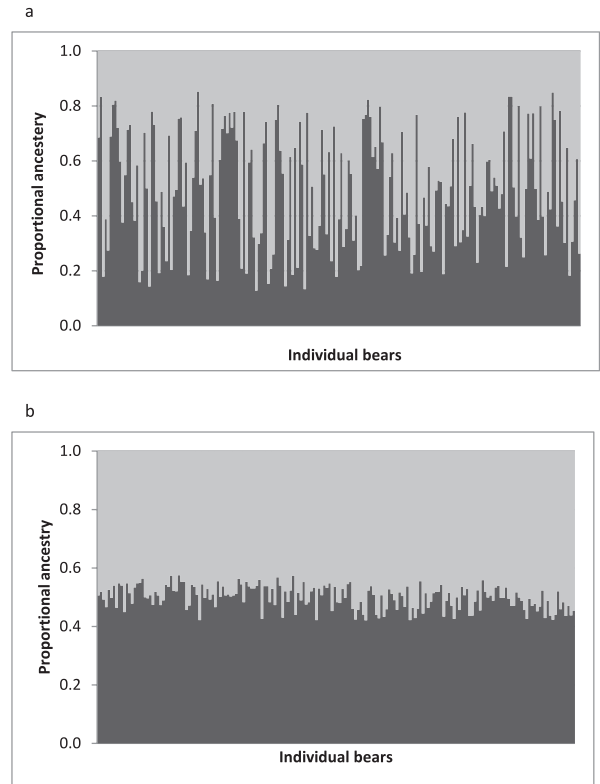 a
1.0
0.8
0.6
0.4
0.2
0.0
Proportional ancestery
Individual bears
b
1.0
0.8
0.6
0.4
0.2
0.0
Proportional ancestry
Individual bears